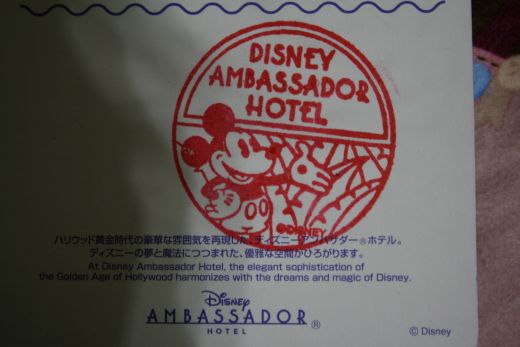 DISNEY
AMBASSADOR
HOTEL
©DISNEY
ハリウッド黄金時代の豪華な雰囲気を再現した、ディズニーアンバサダー®ホテル。
ディズニーの夢と魔法につつまれた、優雅な空間がひろがります。
At Disney Ambassador Hotel, the elegant sophistication of
the Golden Age of Hollywood harmonizes with the dreams and magic of Disney.
Disney
AMBASSADOR®
HOTEL
© Disney